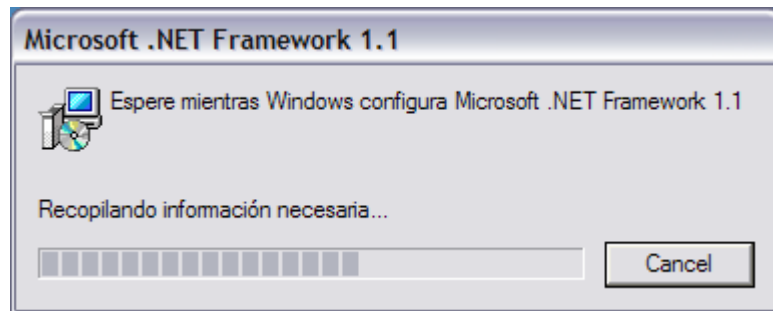 Microsoft .NET Framework 1.1
Espere mientras Windows configura Microsoft .NET Framework 1.1
Recopilando información necesaria...
Cancel